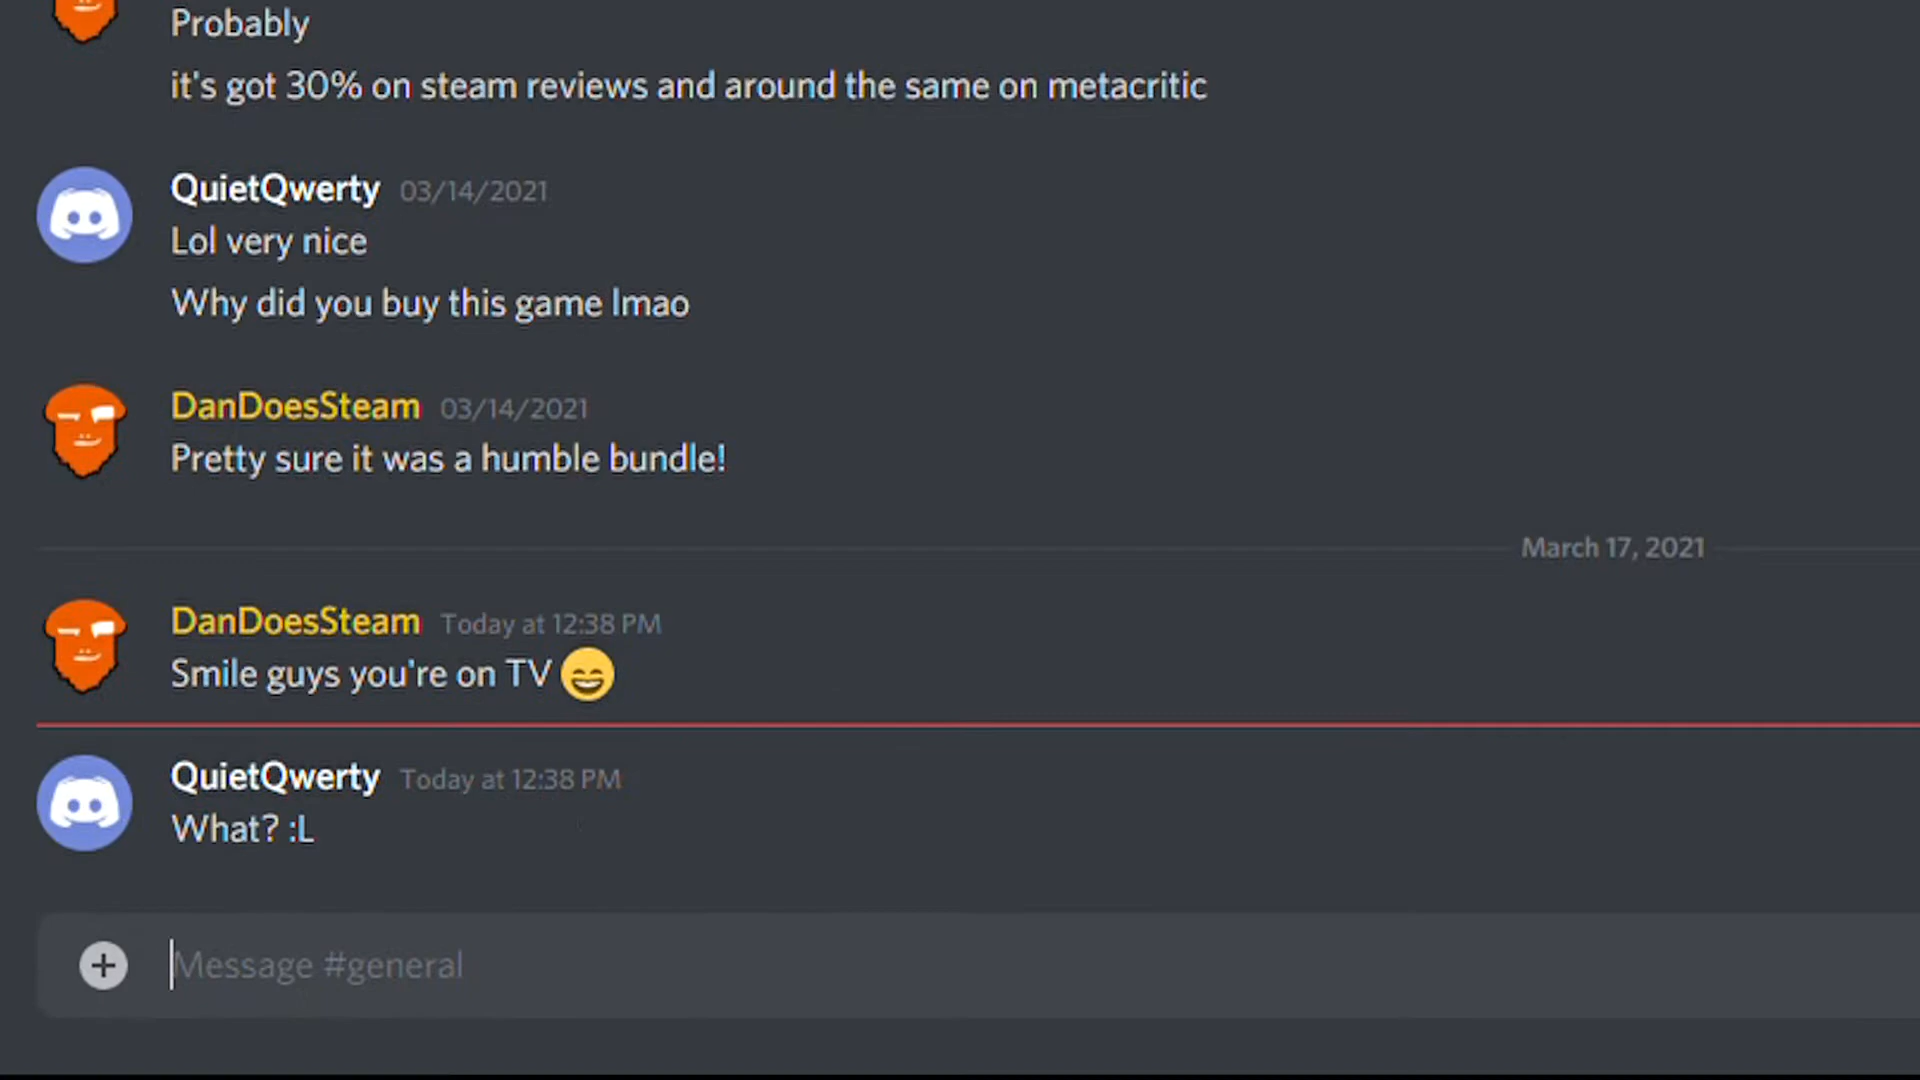 Probably
it's got 30% on steam reviews and around the same on metacritic
QuietQwerty 03/14/2021
Lol very nice
Why did you buy this game lmao
DanDoesSteam 03/14/2021
Pretty sure it was a humble bundle!
March 17, 2021
DanDoesSteam Today at 12:38 PM
Smile guys you're on TV 😄
QuietQwerty Today at 12:38 PM
What? :L
Message #general